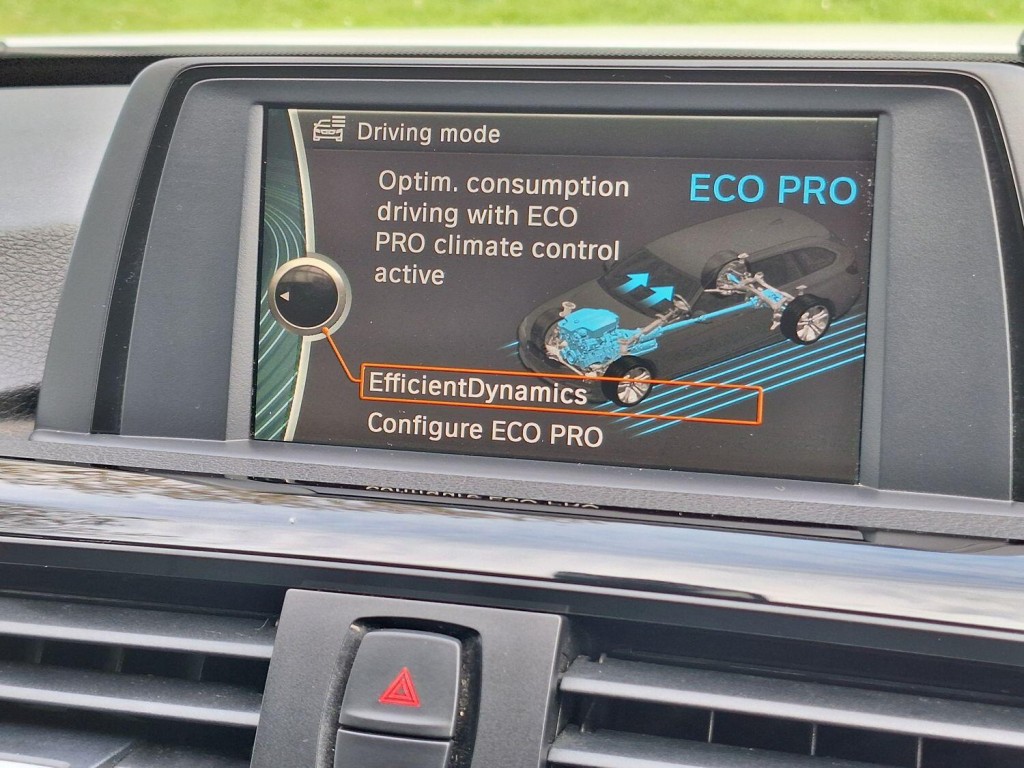 Driving mode
Optim. consumption
driving with ECO
PRO climate control
active
ECO PRO
EfficientDynamics
Configure ECO PRO